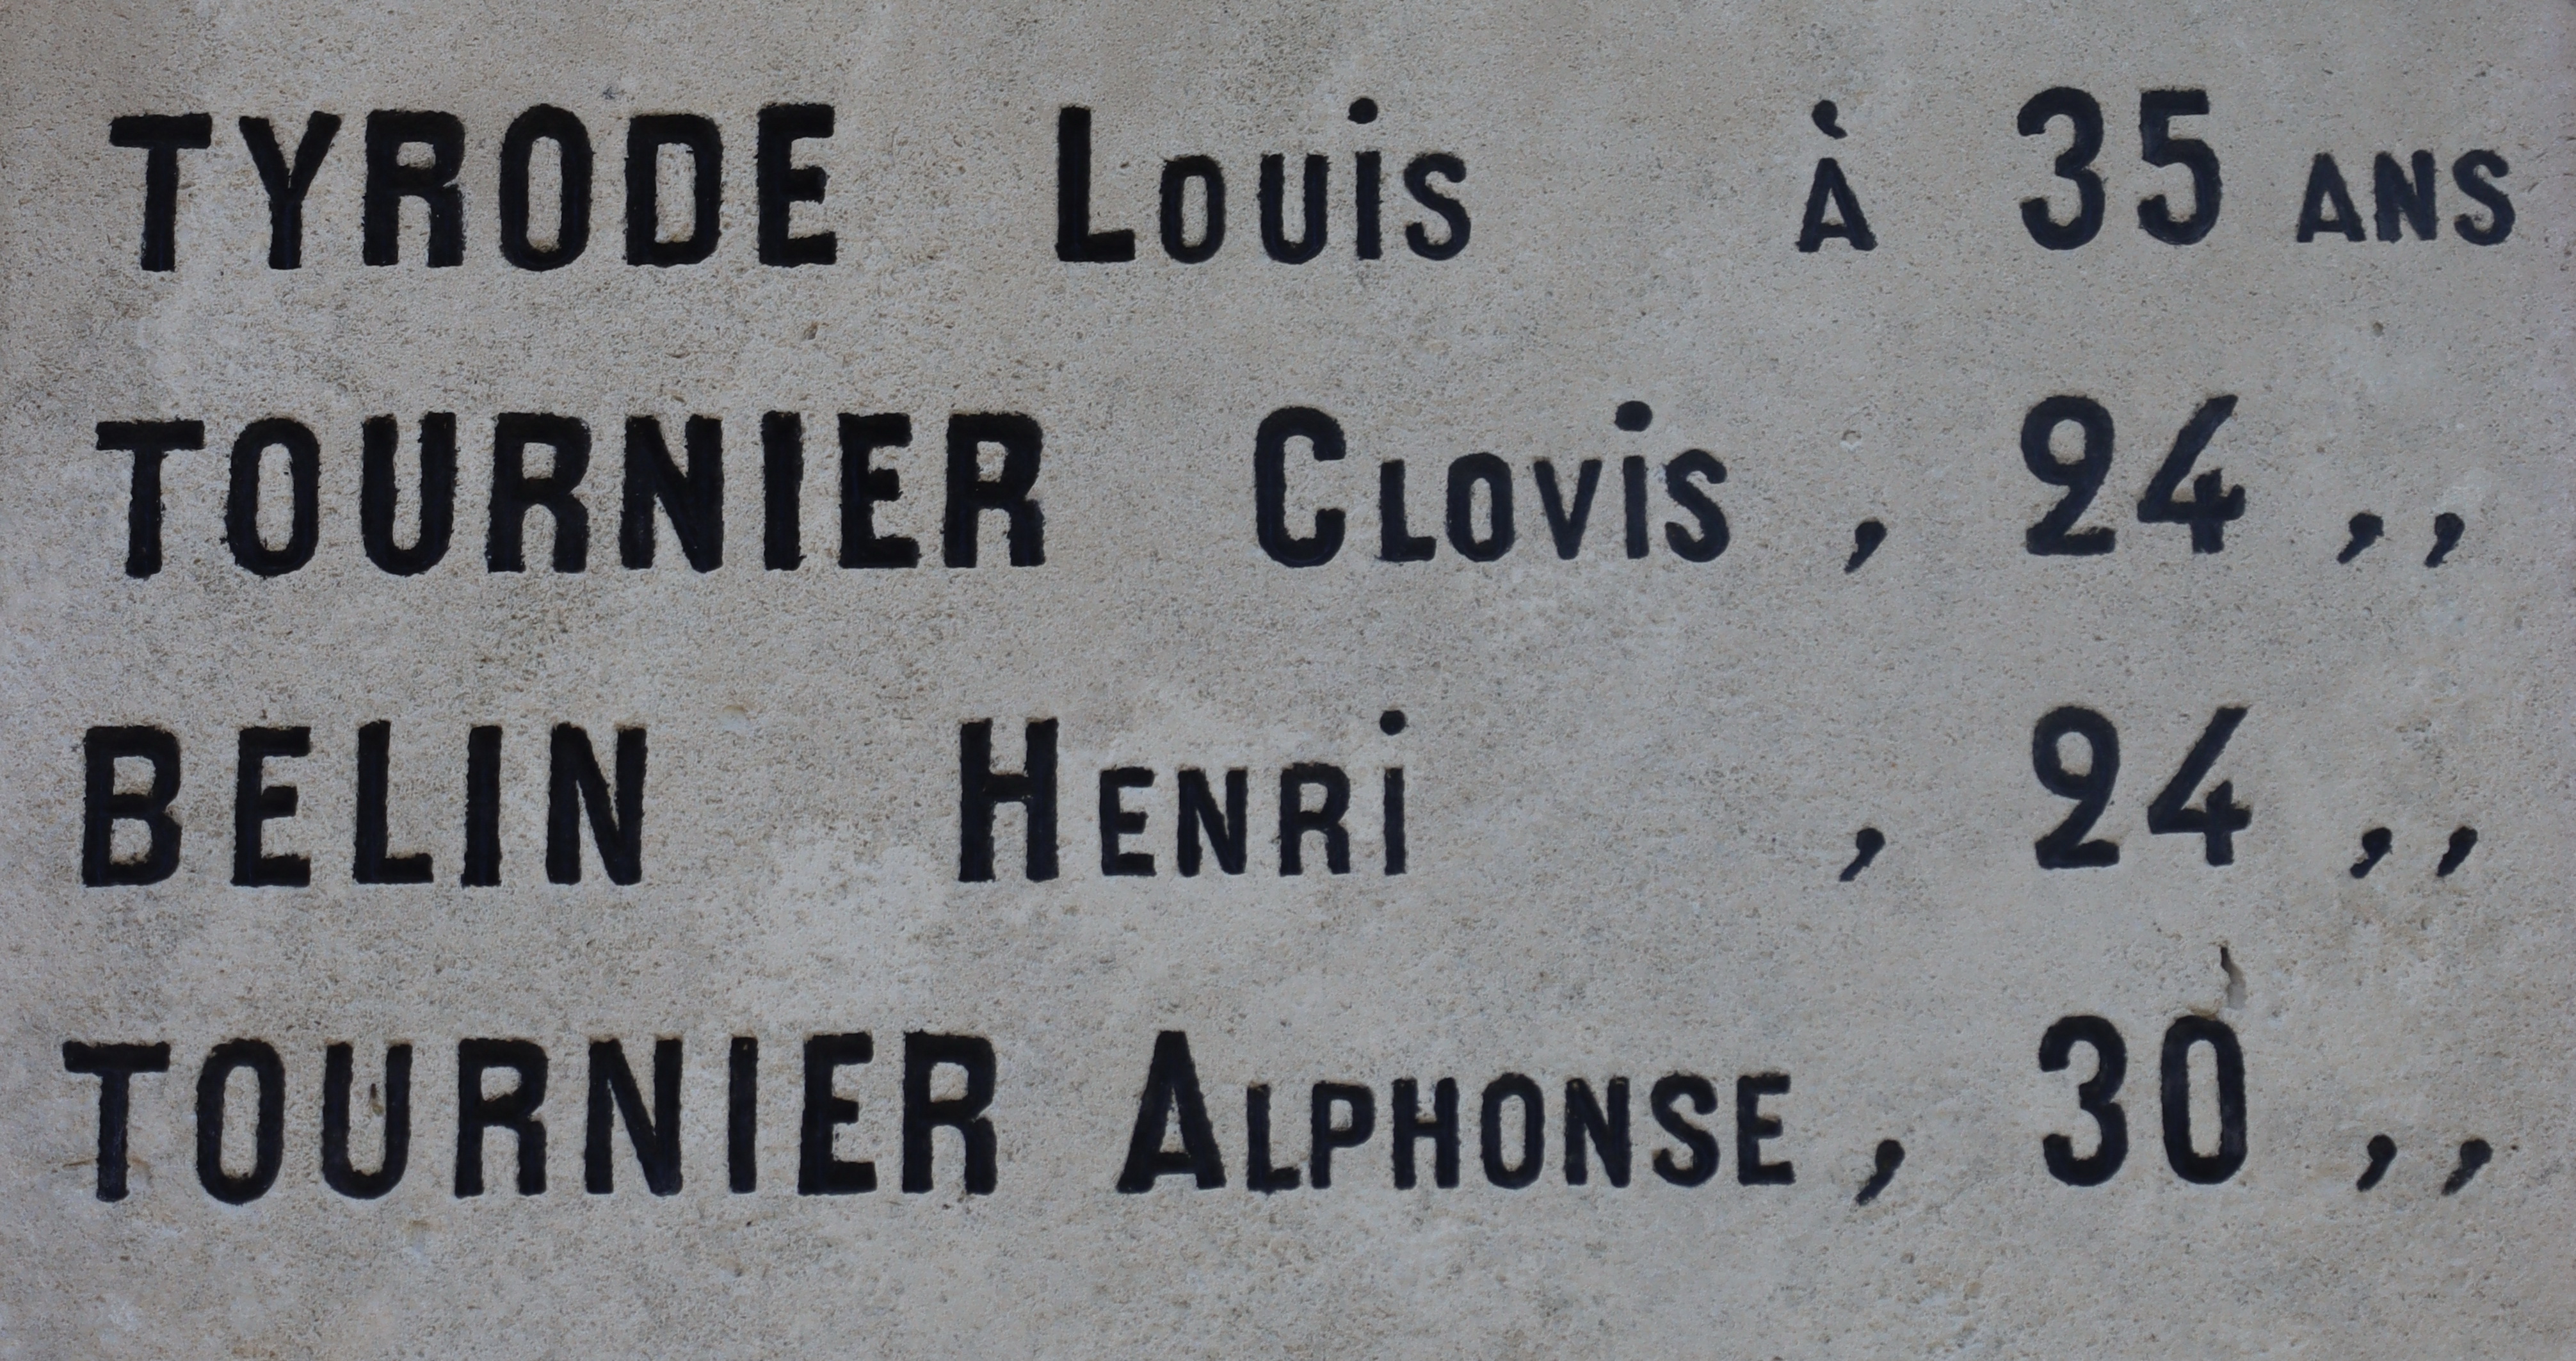 TYRODE Louis à 35 ANS
TOURNIER CLOViS , 24 ,,
BELIN HENRi , 24 ,,
TOURNIER ALPHONSE , 30 ,,